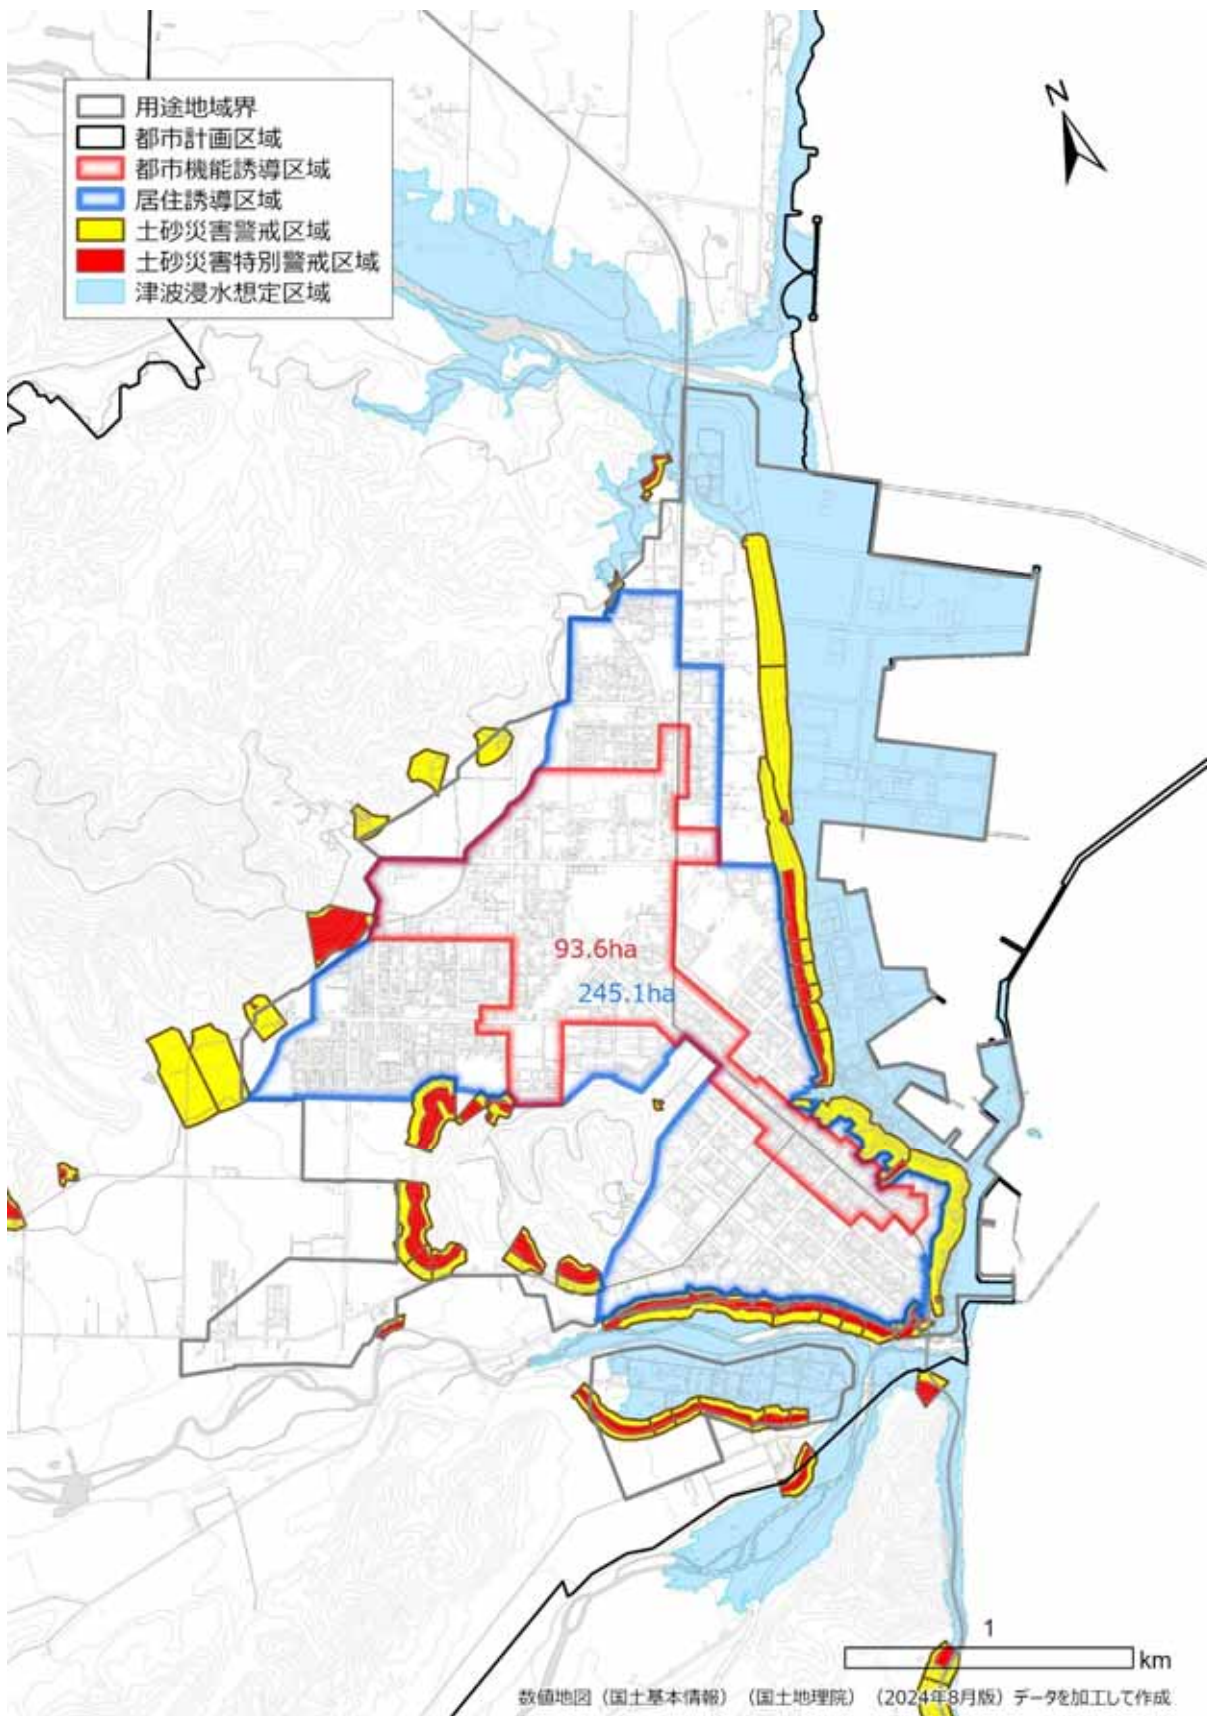 用途地域界
都市計画区域
都市機能誘導区域
居住誘導区域
土砂災害警戒区域
土砂災害特別警戒区域
津波浸水想定区域
N
93.6ha
245.1ha
1
km
数値地図（国土基本情報）（国土地理院）（2024年8月版）データを加工して作成